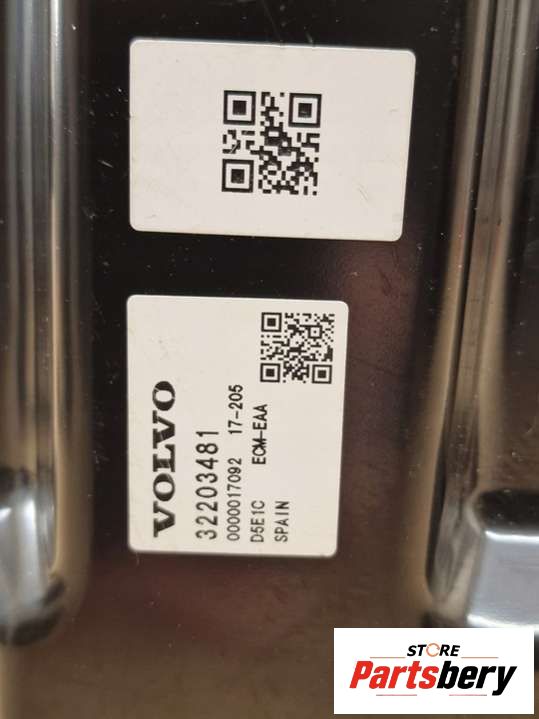 VOLVO
32203481
0000017092 17-205
D5E1C ECM-EAA
SPAIN
STORE
Partsbery